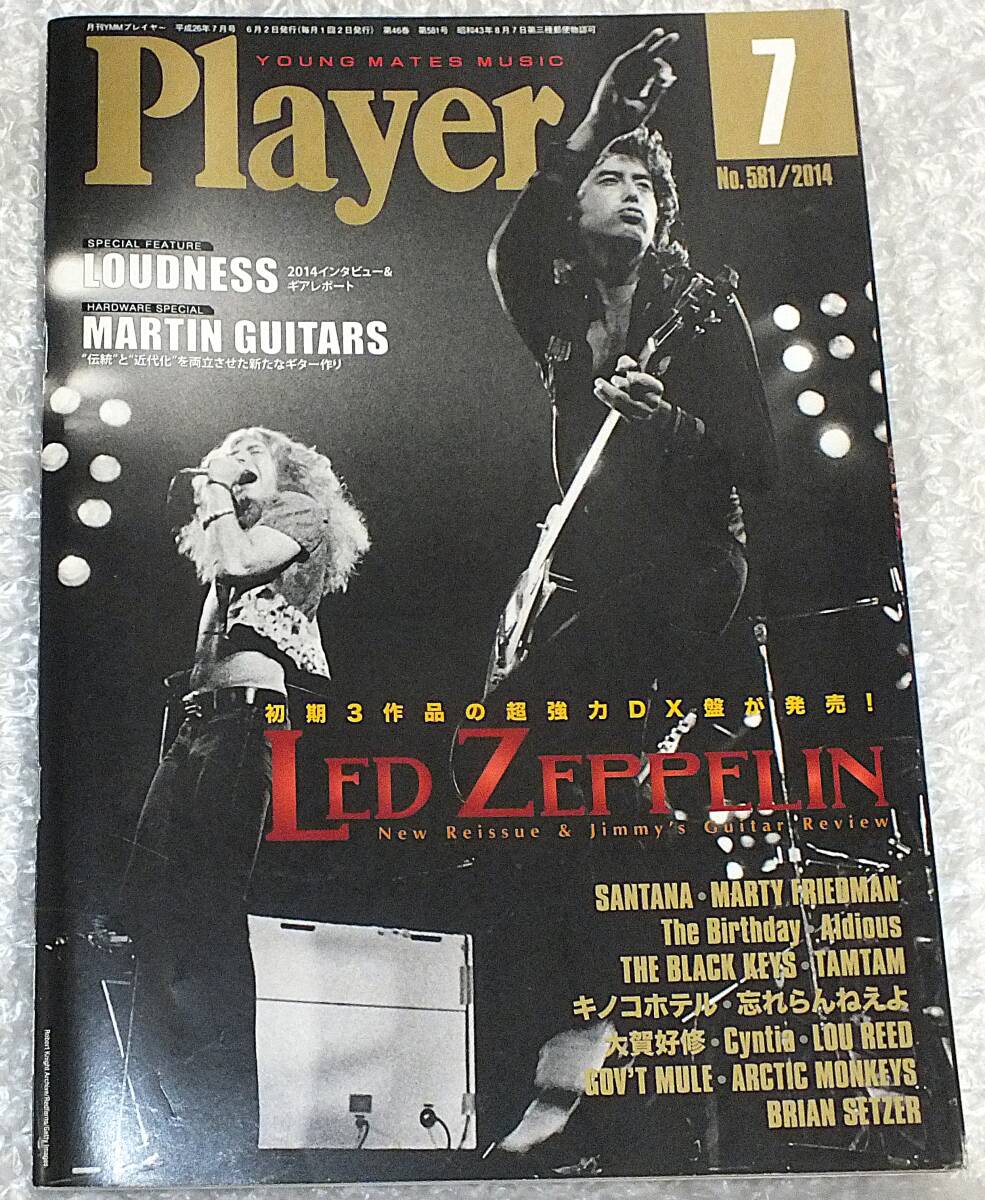 月刊YMMプレイヤー 平成26年7月号 6月2日発行(毎月1回2日発行) 第46巻 第581号 昭和43年8月7日第三種郵便物認可
YOUNG MATES MUSIC
Player
7
No.581/2014
SPECIAL FEATURE
LOUDNESS 2014インタビュー&
ギアレポート
HARDWARE SPECIAL
MARTIN GUITARS
“伝統”と“近代化”を両立させた新たなギター作り
初期3作品の超強力DX盤が発売!
LED ZEPPELIN
New Reissue & Jimmy's Guitar Review
SANTANA・MARTY FRIEDMAN
The Birthday・Aldious
THE BLACK KEYS・TAMTAM
キノコホテル・忘れらんねえよ
大賀好修・Cyntia・LOU REED
GOV'T MULE・ARCTIC MONKEYS
BRIAN SETZER
Robert Knight Archive/Redferns/Getty Images